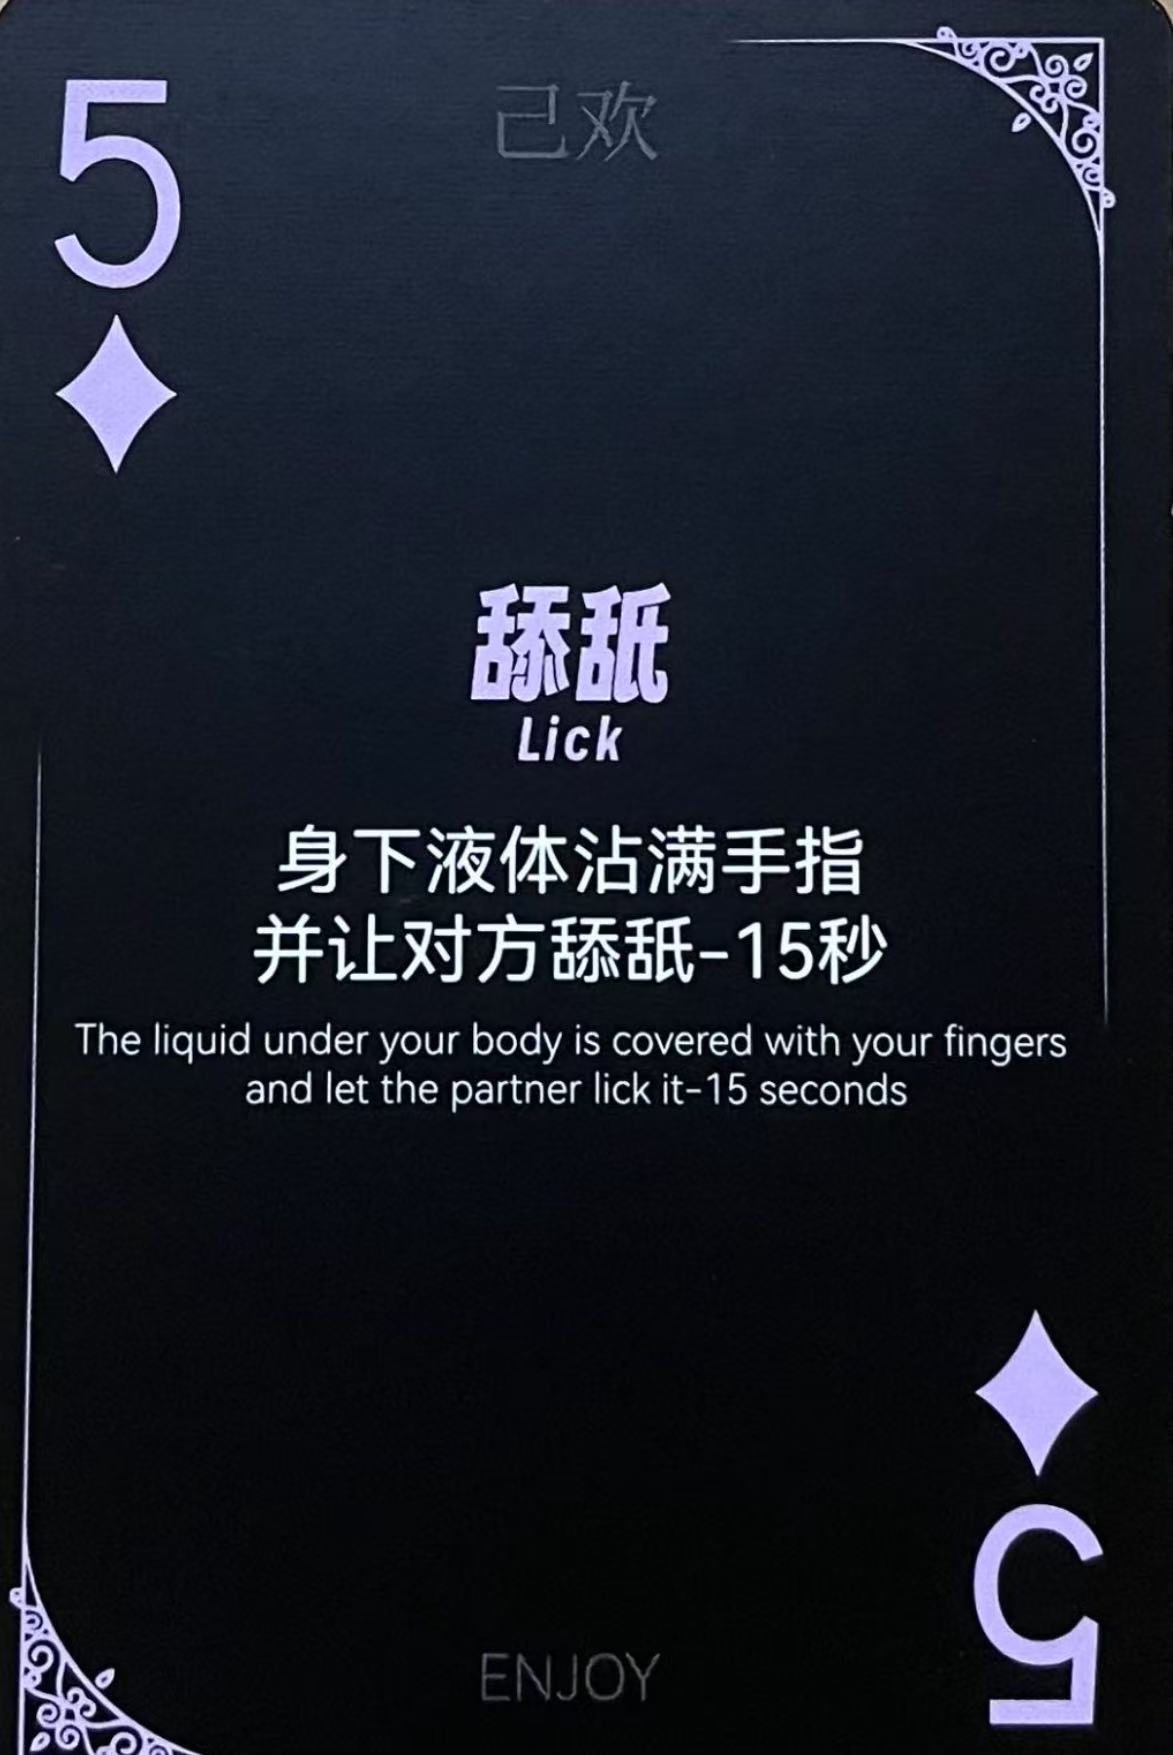 5
己欢
舔舐
Lick
身下液体沾满手指
并让对方舔舐-15秒
The liquid under your body is covered with your fingers
and let the partner lick it-15 seconds
5
ENJOY